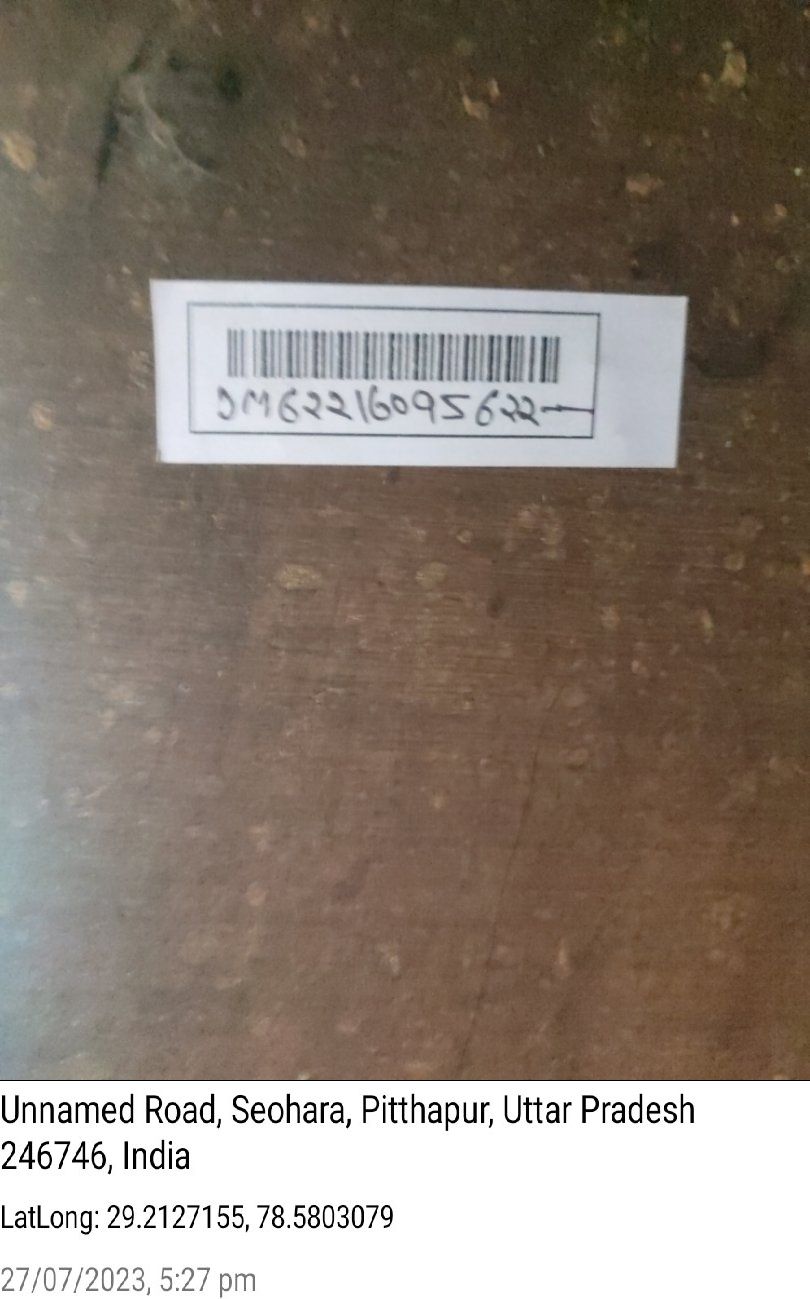 DM62216095622
Unnamed Road, Seohara, Pitthapur, Uttar Pradesh
246746, India
LatLong: 29.2127155, 78.5803079
27/07/2023, 5:27 pm